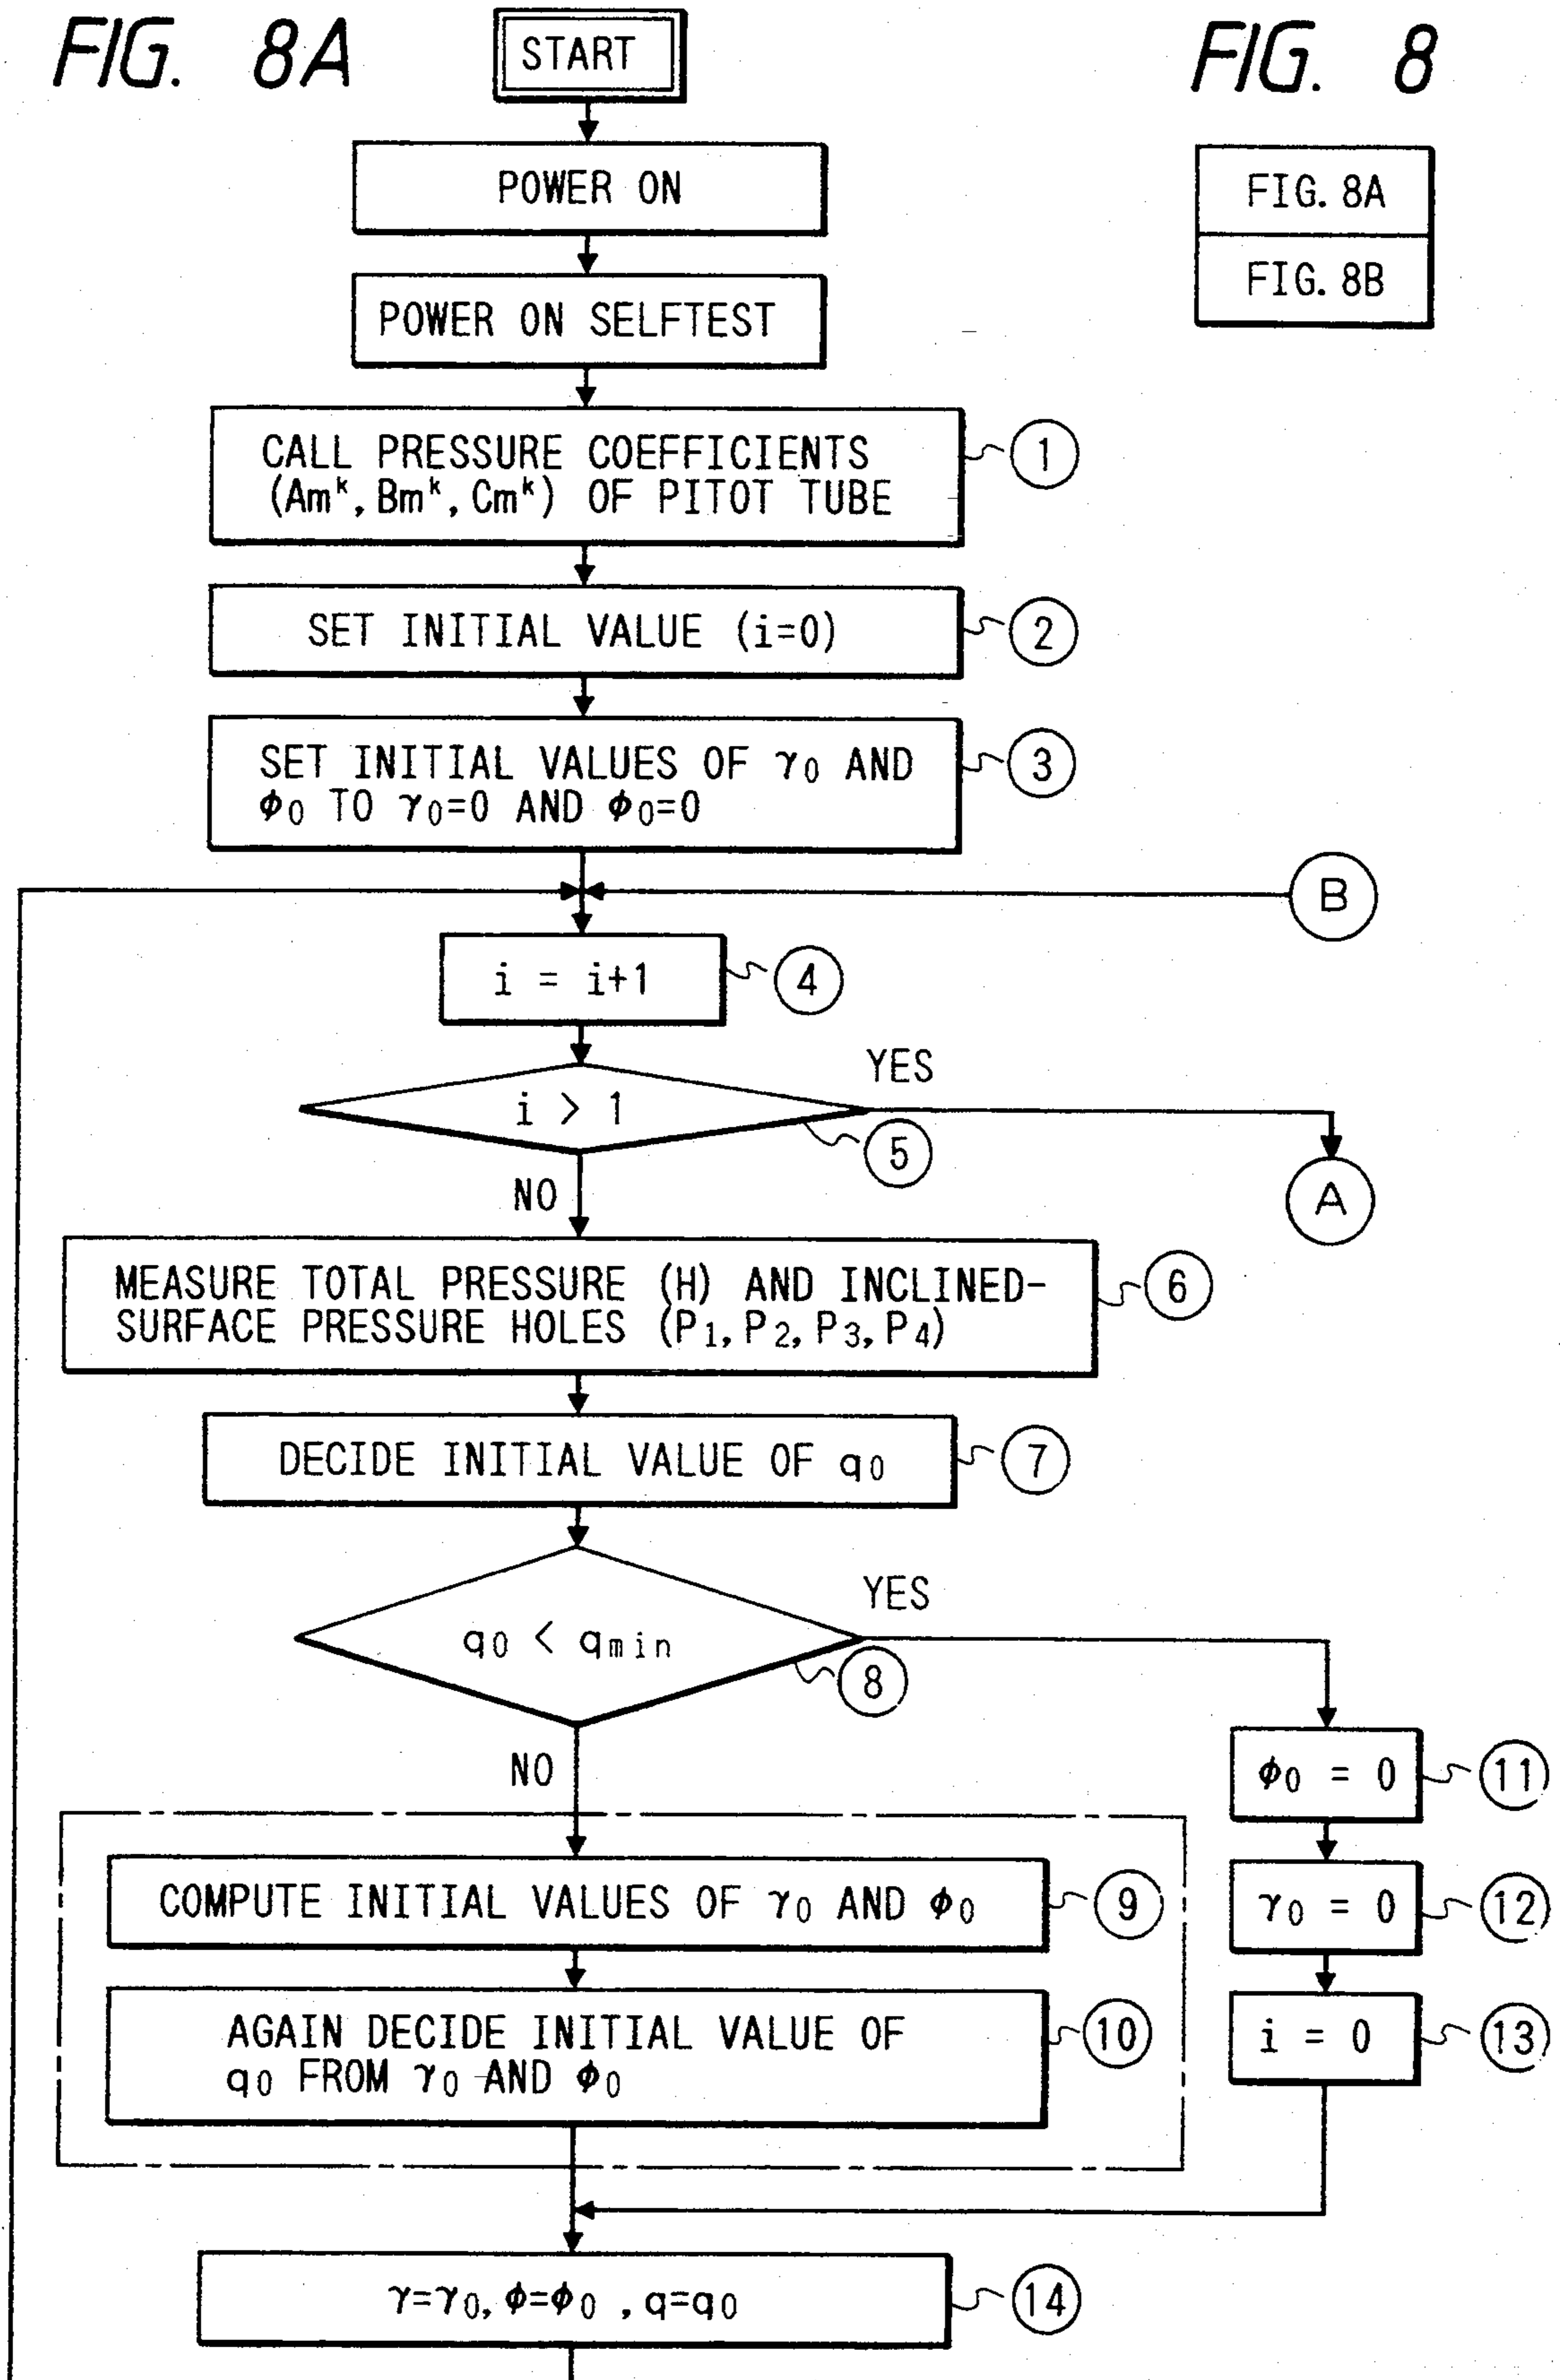 FIG. 8A
FIG. 8
START
FIG. 8A
FIG. 8B
POWER ON
POWER ON SELFTEST
CALL PRESSURE COEFFICIENTS
(Amᵏ, Bmᵏ, Cmᵏ) OF PITOT TUBE
1
SET INITIAL VALUE (i=0)
2
SET INITIAL VALUES OF γ₀ AND
ϕ₀ TO γ₀=0 AND ϕ₀=0
3
B
i = i+1
4
i > 1
YES
5
NO
A
MEASURE TOTAL PRESSURE (H) AND INCLINED-
SURFACE PRESSURE HOLES (P₁, P₂, P₃, P₄)
6
DECIDE INITIAL VALUE OF q₀
7
q₀ < qmin
YES
8
NO
ϕ₀ = 0
11
COMPUTE INITIAL VALUES OF γ₀ AND ϕ₀
9
γ₀ = 0
12
AGAIN DECIDE INITIAL VALUE OF
q₀ FROM γ₀ AND ϕ₀
10
i = 0
13
γ=γ₀, ϕ=ϕ₀ , q=q₀
14